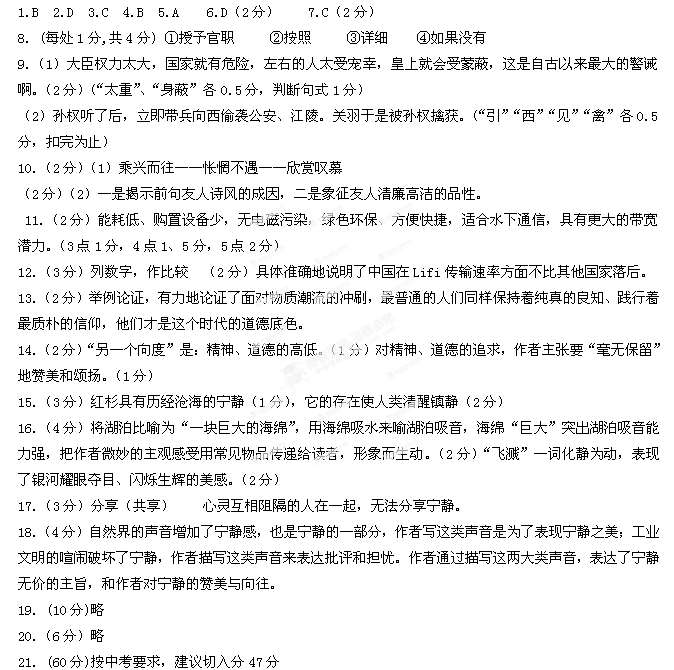 1.B 2.D 3.C 4.B 5.A 6.D(2分) 7.C(2分)
8. (每处1分,共4分) ①授予官职 ②按照 ③详细 ④如果没有
9.（1）大臣权力太大，国家就有危险，左右的人太受宠幸，皇上就会受蒙蔽，这是自古以来最大的警诫
啊。（2分）（“太重”、“身蔽”各0.5分，判断句式1分）
（2）孙权听了后，立即带兵向西偷袭公安、江陵。关羽于是被孙权擒获。（“引”“西”“见”“禽”各0.5
分，扣完为止）
10.（2分）（1）乘兴而往——怅惘不遇——欣赏叹慕
（2分）（2）一是揭示前句友人诗风的成因，二是象征友人清廉高洁的品性。
11.（2分）能耗低、购置设备少，无电磁污染，绿色环保、方便快捷，适合水下通信，具有更大的带宽
潜力。（3点1分，4点1、5分，5点2分）
12.（3分）列数字，作比较 （2分）具体准确地说明了中国在Lifi传输速率方面不比其他国家落后。
13.（2分）举例论证，有力地论证了面对物质潮流的冲刷，最普通的人们同样保持着纯真的良知、践行着
最质朴的信仰，他们才是这个时代的道德底色。
14.（2分）“另一个向度”是：精神、道德的高低。（1分）对精神、道德的追求，作者主张要“毫无保留”
地赞美和颂扬。（1分）
15.（3分）红杉具有历经沧海的宁静（1分），它的存在使人类清醒镇静（2分）
16.（4分）将湖泊比喻为“一块巨大的海绵”，用海绵吸水来喻湖泊吸音，海绵“巨大”突出湖泊吸音能
力强，把作者微妙的主观感受用常见物品传递给读者，形象而生动。（2分）“飞溅”一词化静为动，表现
了银河耀眼夺目、闪烁生辉的美感。（2分）
17.（3分）分享（共享） 心灵互相阻隔的人在一起，无法分享宁静。
18.（4分）自然界的声音增加了宁静感，也是宁静的一部分，作者写这类声音是为了表现宁静之美；工业
文明的喧闹破坏了宁静，作者描写这类声音来表达批评和担忧。作者通过描写这两大类声音，表达了宁静
无价的主旨，和作者对宁静的赞美与向往。
19.（10分)略
20.（6分）略
21.（60分)按中考要求，建议切入分47分